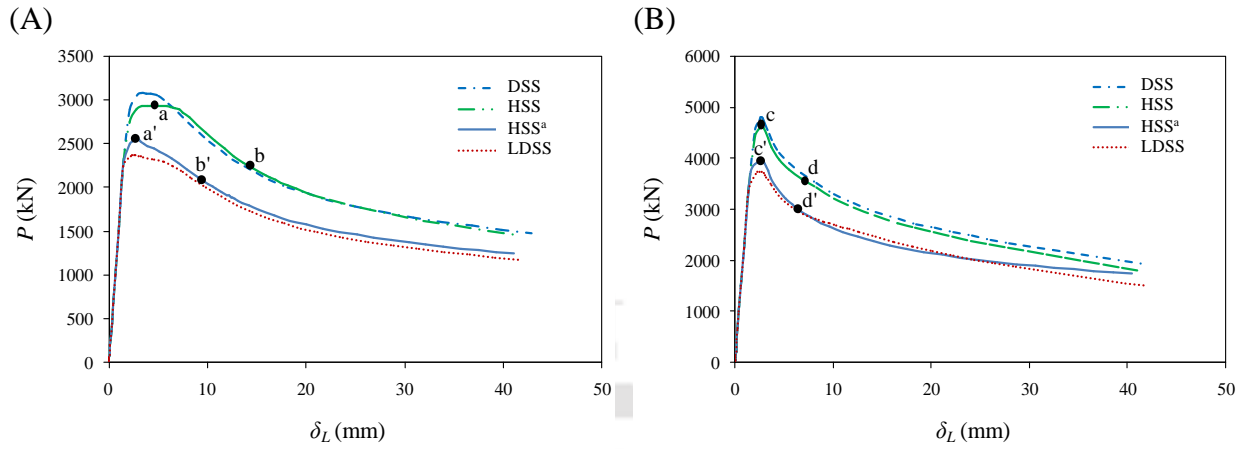 (A)
3500
3000
2500
2000
1500
1000
500
0
P (kN)
0 10 20 30 40 50
δL (mm)
DSS
HSS
HSSª
LDSS
a
a'
b
b'
(B)
6000
5000
4000
3000
2000
1000
0
P (kN)
0 10 20 30 40 50
δL (mm)
DSS
HSS
HSSª
LDSS
c
c'
d
d'